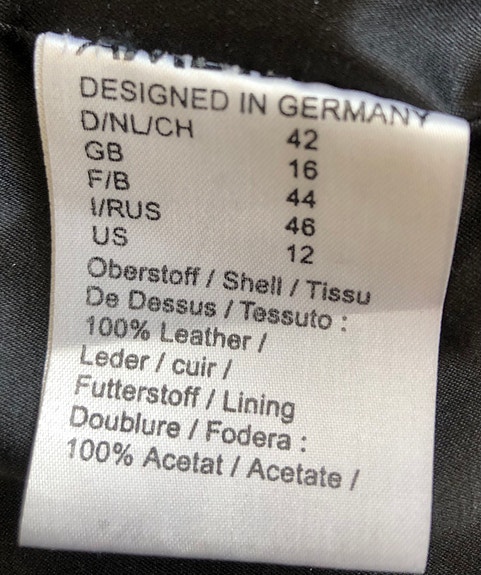 DESIGNED IN GERMANY
D/NL/CH 42
GB 16
F/B 44
I/RUS 46
US 12
Oberstoff / Shell / Tissu
De Dessus / Tessuto :
100% Leather /
Leder / cuir /
Futterstoff / Lining
Doublure / Fodera :
100% Acetat / Acetate /